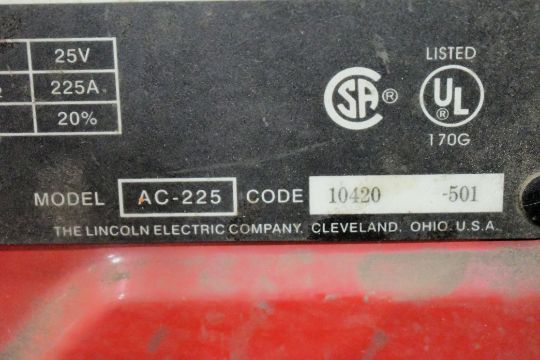 25V
225A
20%
LISTED
CSA ®
UL ®
170G
MODEL AC-225 CODE 10420 -501
THE LINCOLN ELECTRIC COMPANY. CLEVELAND. OHIO. U.S.A.